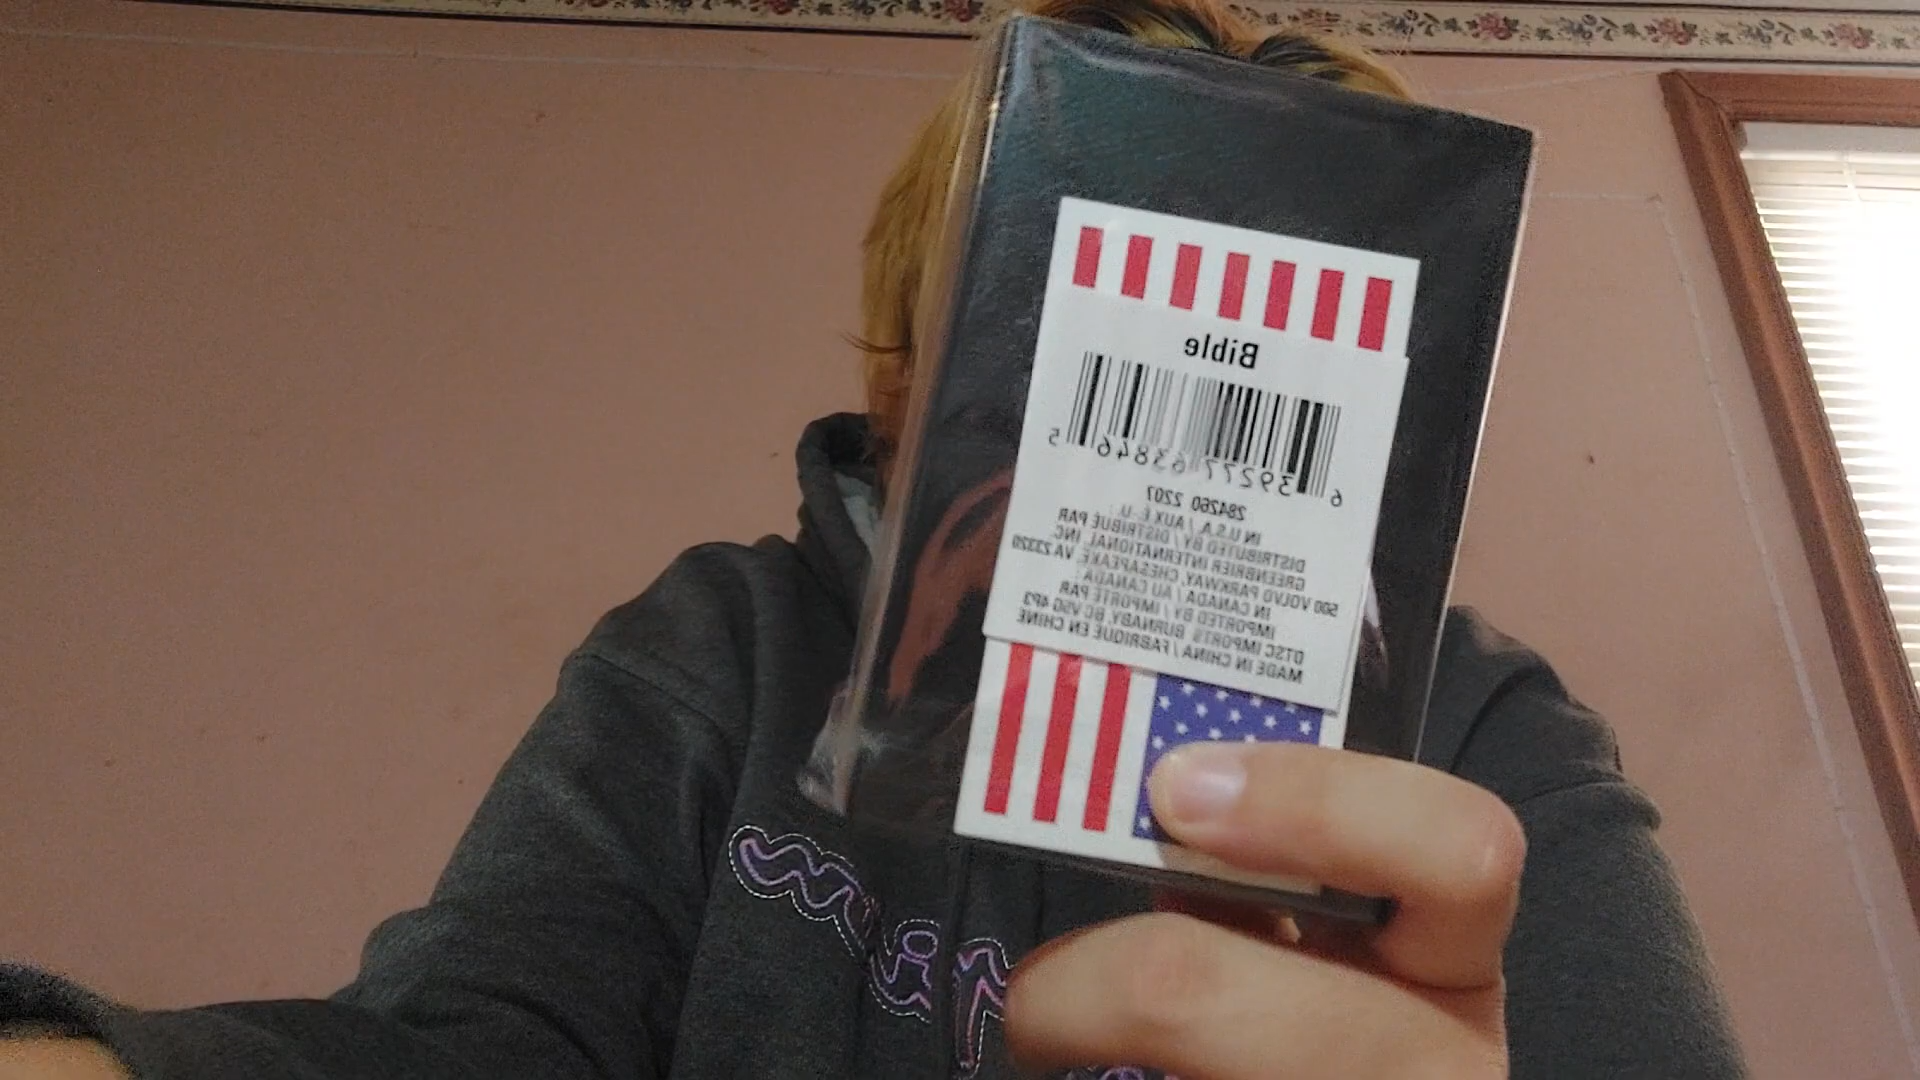 Bible
6 39277 63846 5
284260 2207
IN U.S.A. / AUX E.-U.:
DISTRIBUTED BY / DISTRIBUÉ PAR
GREENBRIER INTERNATIONAL, INC.
500 VOLVO PARKWAY, CHESAPEAKE, VA 23320
IN CANADA / AU CANADA:
IMPORTED BY / IMPORTÉ PAR
DTSC IMPORTS, BURNABY, BC V5G 4P3
MADE IN CHINA / FABRIQUÉ EN CHINE